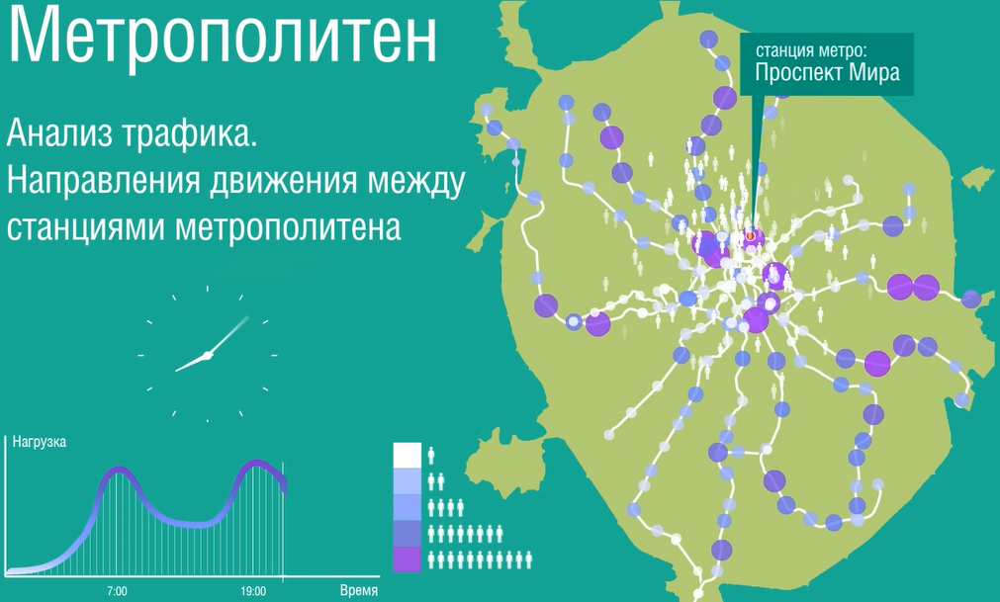 Метрополитен
Анализ трафика.
Направления движения между
станциями метрополитена
станция метро:
Проспект Мира
Нагрузка
7:00
19:00
Время